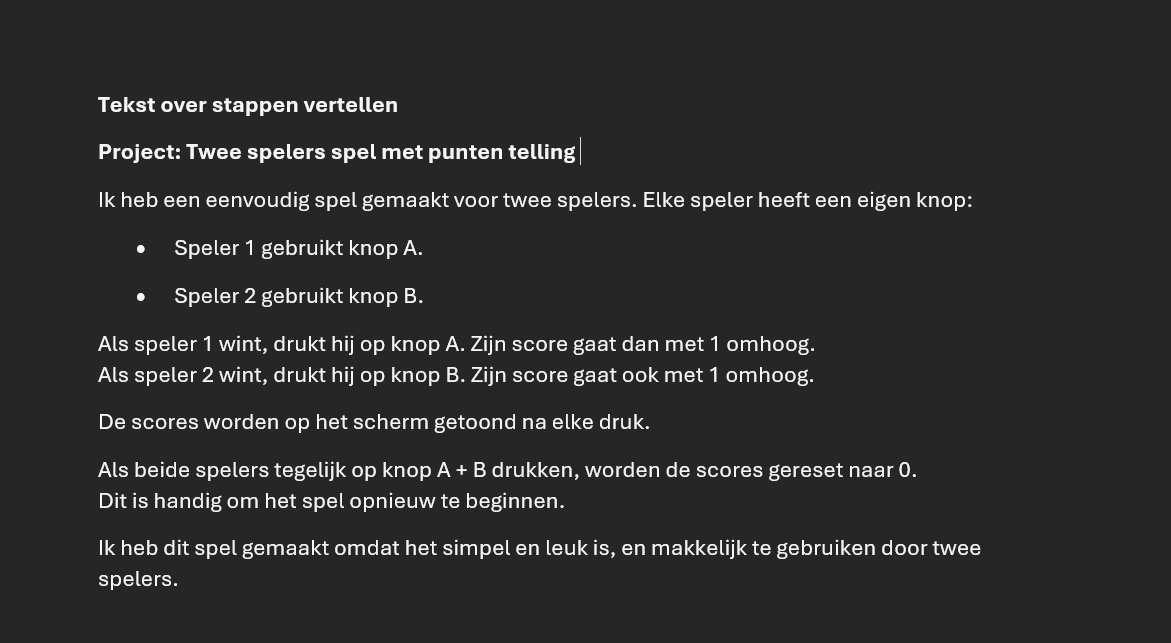 Tekst over stappen vertellen
Project: Twee spelers spel met punten telling
Ik heb een eenvoudig spel gemaakt voor twee spelers. Elke speler heeft een eigen knop:
• Speler 1 gebruikt knop A.
• Speler 2 gebruikt knop B.
Als speler 1 wint, drukt hij op knop A. Zijn score gaat dan met 1 omhoog.
Als speler 2 wint, drukt hij op knop B. Zijn score gaat ook met 1 omhoog.
De scores worden op het scherm getoond na elke druk.
Als beide spelers tegelijk op knop A + B drukken, worden de scores gereset naar 0.
Dit is handig om het spel opnieuw te beginnen.
Ik heb dit spel gemaakt omdat het simpel en leuk is, en makkelijk te gebruiken door twee
spelers.